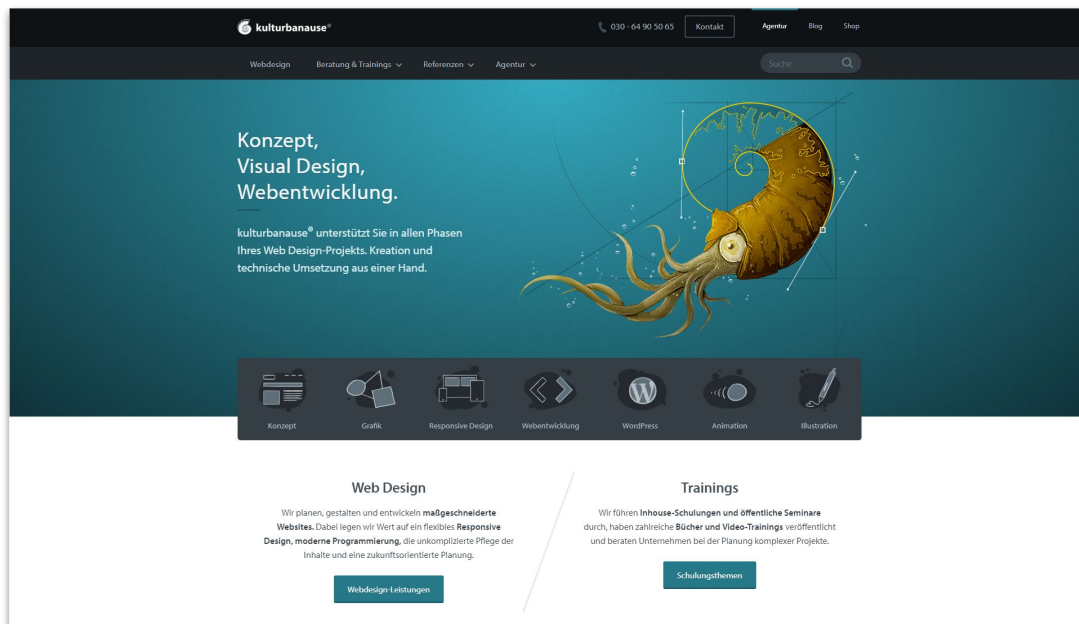 kulturbanause®
030 - 64 90 50 65
Kontakt
Agentur
Blog
Shop
Webdesign
Beratung & Trainings
Referenzen
Agentur
Suche
Konzept,
Visual Design,
Webentwicklung.
kulturbanause® unterstützt Sie in allen Phasen
Ihres Web Design-Projekts. Kreation und
technische Umsetzung aus einer Hand.
Konzept
Grafik
Responsive Design
Webentwicklung
WordPress
Animation
Illustration
Web Design
Wir planen, gestalten und entwickeln maßgeschneiderte
Websites. Dabei legen wir Wert auf ein flexibles Responsive
Design, moderne Programmierung, die unkomplizierte Pflege der
Inhalte und eine zukunftsorientierte Planung.
Webdesign-Leistungen
Trainings
Wir führen Inhouse-Schulungen und öffentliche Seminare
durch, haben zahlreiche Bücher und Video-Trainings veröffentlicht
und beraten Unternehmen bei der Planung komplexer Projekte.
Schulungsthemen